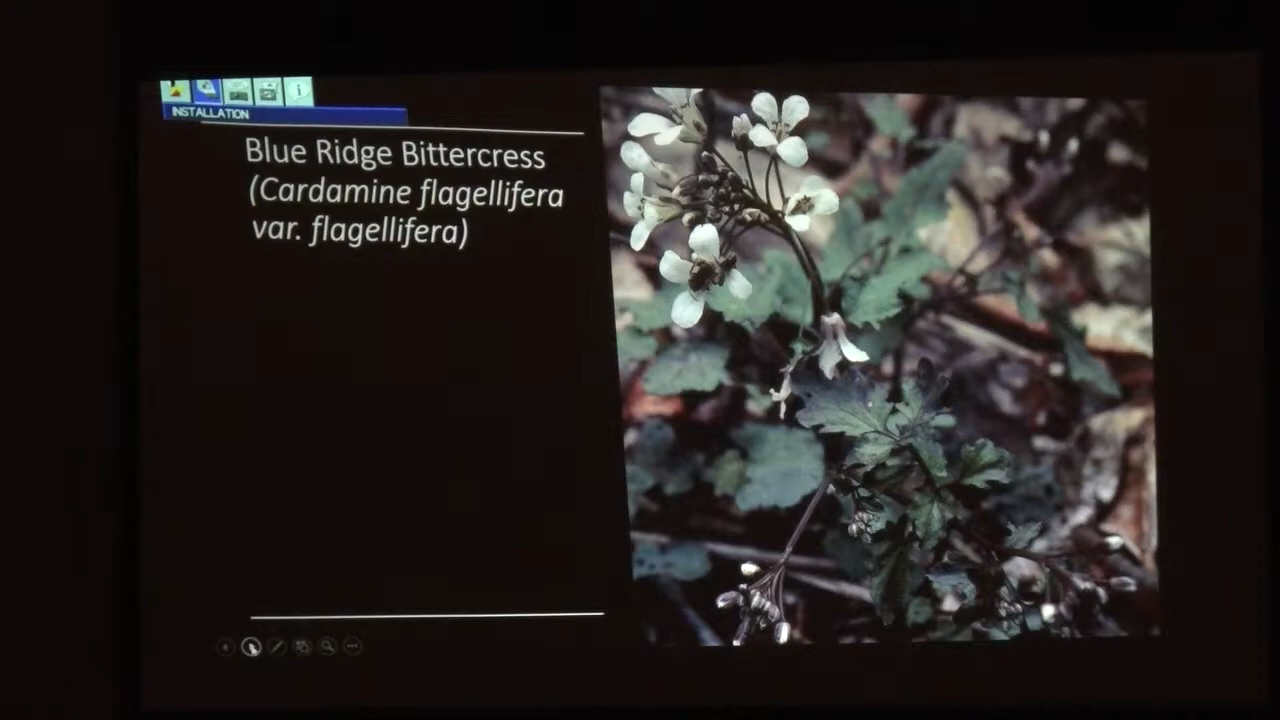 INSTALLATION
Blue Ridge Bittercress
(Cardamine flagellifera
var. flagellifera)